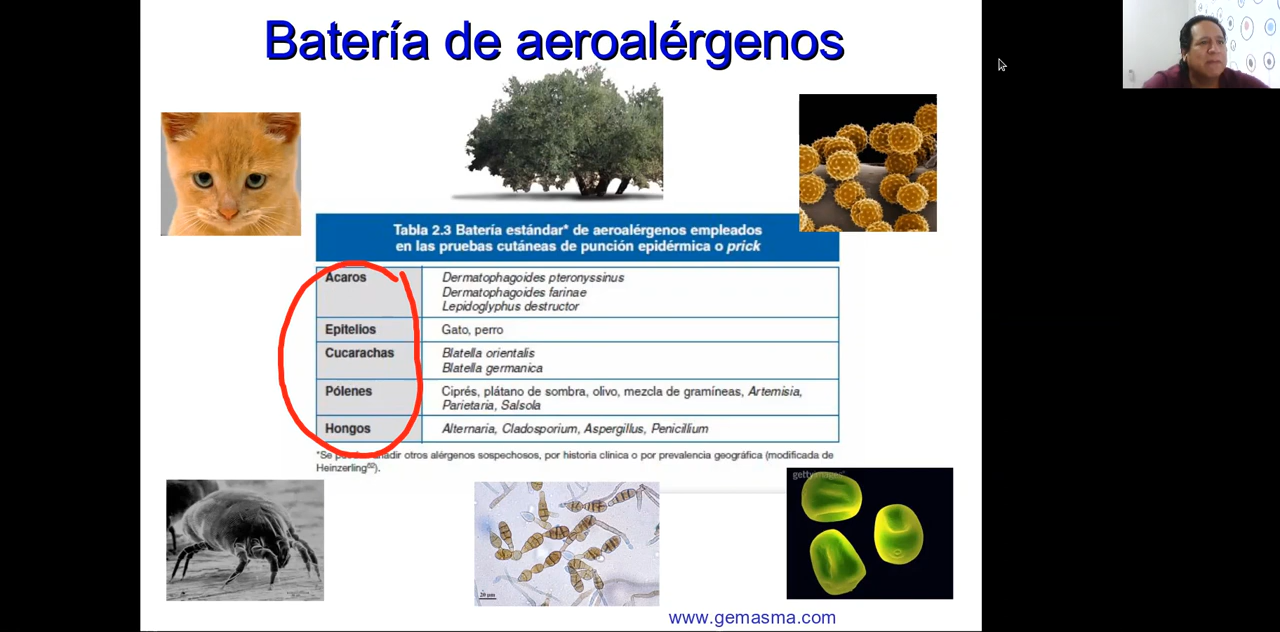 Batería de aeroalérgenos
Tabla 2.3 Batería estándar* de aeroalérgenos empleados
en las pruebas cutáneas de punción epidérmica o prick
Ácaros
Dermatophagoides pteronyssinus
Dermatophagoides farinae
Lepidoglyphus destructor
Epitelios
Gato, perro
Cucarachas
Blatella orientalis
Blatella germanica
Pólenes
Ciprés, plátano de sombra, olivo, mezcla de gramíneas, Artemisia,
Parietaria, Salsola
Hongos
Alternaria, Cladosporium, Aspergillus, Penicillium
*Se añadir otros alérgenos sospechosos, por historia clínica o por prevalencia geográfica (modificada de
Heinzerling).
gettyimages
20 µm
www.gemasma.com